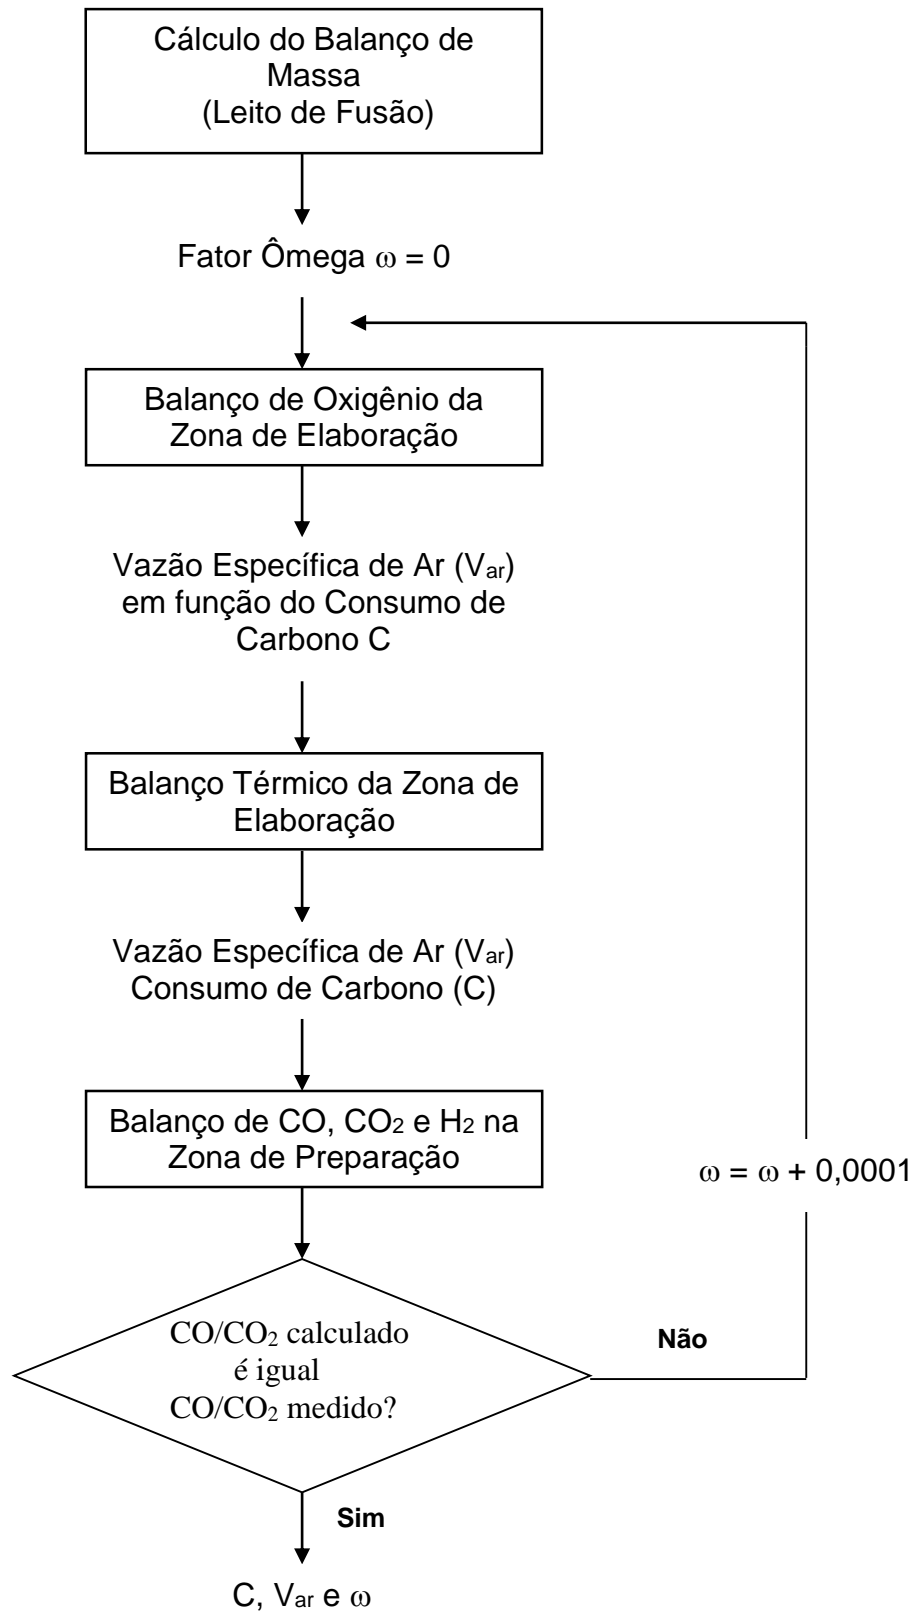 Cálculo do Balanço de
Massa
(Leito de Fusão)
Fator Ômega ω = 0
Balanço de Oxigênio da
Zona de Elaboração
Vazão Específica de Ar (Var)
em função do Consumo de
Carbono C
Balanço Térmico da Zona de
Elaboração
Vazão Específica de Ar (Var)
Consumo de Carbono (C)
Balanço de CO, CO₂ e H₂ na
Zona de Preparação
ω = ω + 0,0001
CO/CO₂ calculado
é igual
CO/CO₂ medido?
Não
Sim
C, Var e ω